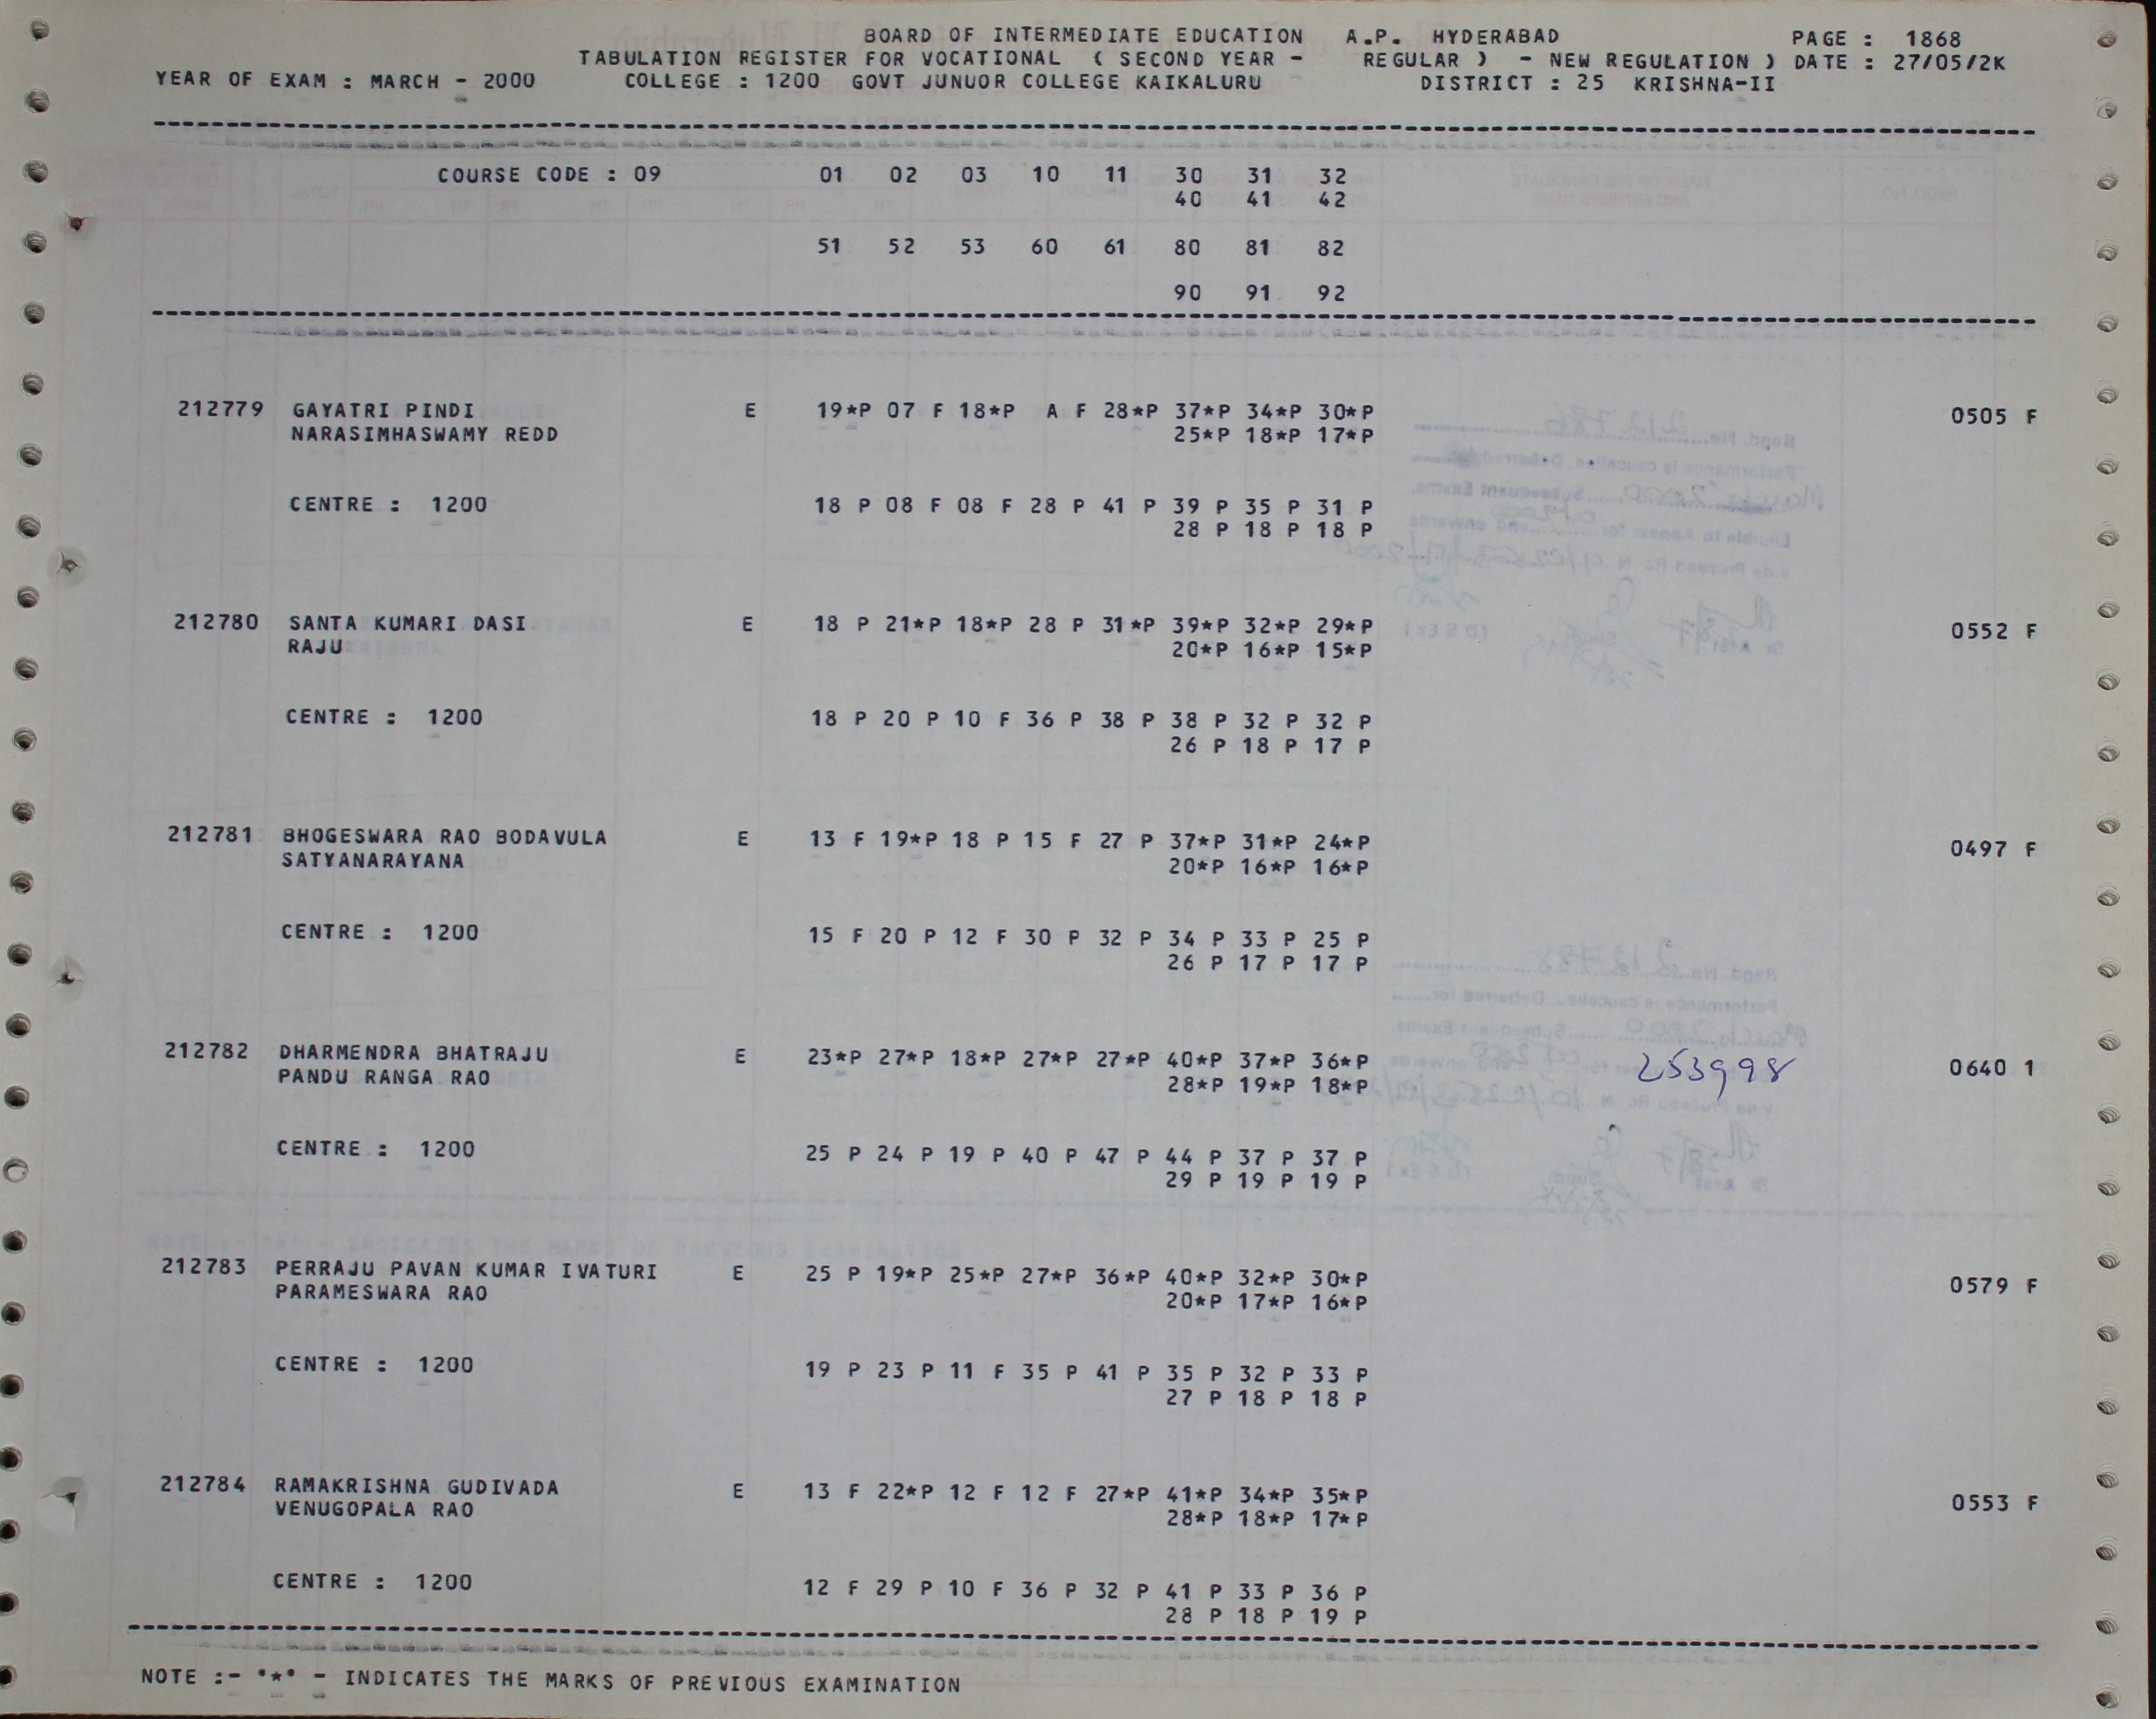 BOARD OF INTERMEDIATE EDUCATION A.P. HYDERABAD PAGE : 1868
TABULATION REGISTER FOR VOCATIONAL ( SECOND YEAR - REGULAR ) - NEW REGULATION ) DATE : 27/05/2K
YEAR OF EXAM : MARCH - 2000 COLLEGE : 1200 GOVT JUNUOR COLLEGE KAIKALURU DISTRICT : 25 KRISHNA-II
COURSE CODE : 09 01 02 03 10 11 30 31 32
40 41 42
51 52 53 60 61 80 81 82
90 91 92
212779 GAYATRI PINDI E 19*P 07 F 18*P A F 28*P 37*P 34*P 30*P 0505 F
NARASIMHASWAMY REDD 25*P 18*P 17*P
CENTRE : 1200 18 P 08 F 08 F 28 P 41 P 39 P 35 P 31 P
28 P 18 P 18 P
212780 SANTA KUMARI DASI E 18 P 21*P 18*P 28 P 31*P 39*P 32*P 29*P 0552 F
RAJU 20*P 16*P 15*P
CENTRE : 1200 18 P 20 P 10 F 36 P 38 P 38 P 32 P 32 P
26 P 18 P 17 P
212781 BHOGESWARA RAO BODAVULA E 13 F 19*P 18 P 15 F 27 P 37*P 31*P 24*P 0497 F
SATYANARAYANA 20*P 16*P 16*P
CENTRE : 1200 15 F 20 P 12 F 30 P 32 P 34 P 33 P 25 P
26 P 17 P 17 P
212782 DHARMENDRA BHATRAJU E 23*P 27*P 18*P 27*P 27*P 40*P 37*P 36*P 253998 0640 1
PANDU RANGA RAO 28*P 19*P 18*P
CENTRE : 1200 25 P 24 P 19 P 40 P 47 P 44 P 37 P 37 P
29 P 19 P 19 P
212783 PERRAJU PAVAN KUMAR IVATURI E 25 P 19*P 25*P 27*P 36*P 40*P 32*P 30*P 0579 F
PARAMESWARA RAO 20*P 17*P 16*P
CENTRE : 1200 19 P 23 P 11 F 35 P 41 P 35 P 32 P 33 P
27 P 18 P 18 P
212784 RAMAKRISHNA GUDIVADA E 13 F 22*P 12 F 12 F 27*P 41*P 34*P 35*P 0553 F
VENUGOPALA RAO 28*P 18*P 17*P
CENTRE : 1200 12 F 29 P 10 F 36 P 32 P 41 P 33 P 36 P
28 P 18 P 19 P
NOTE :- '*' - INDICATES THE MARKS OF PREVIOUS EXAMINATION